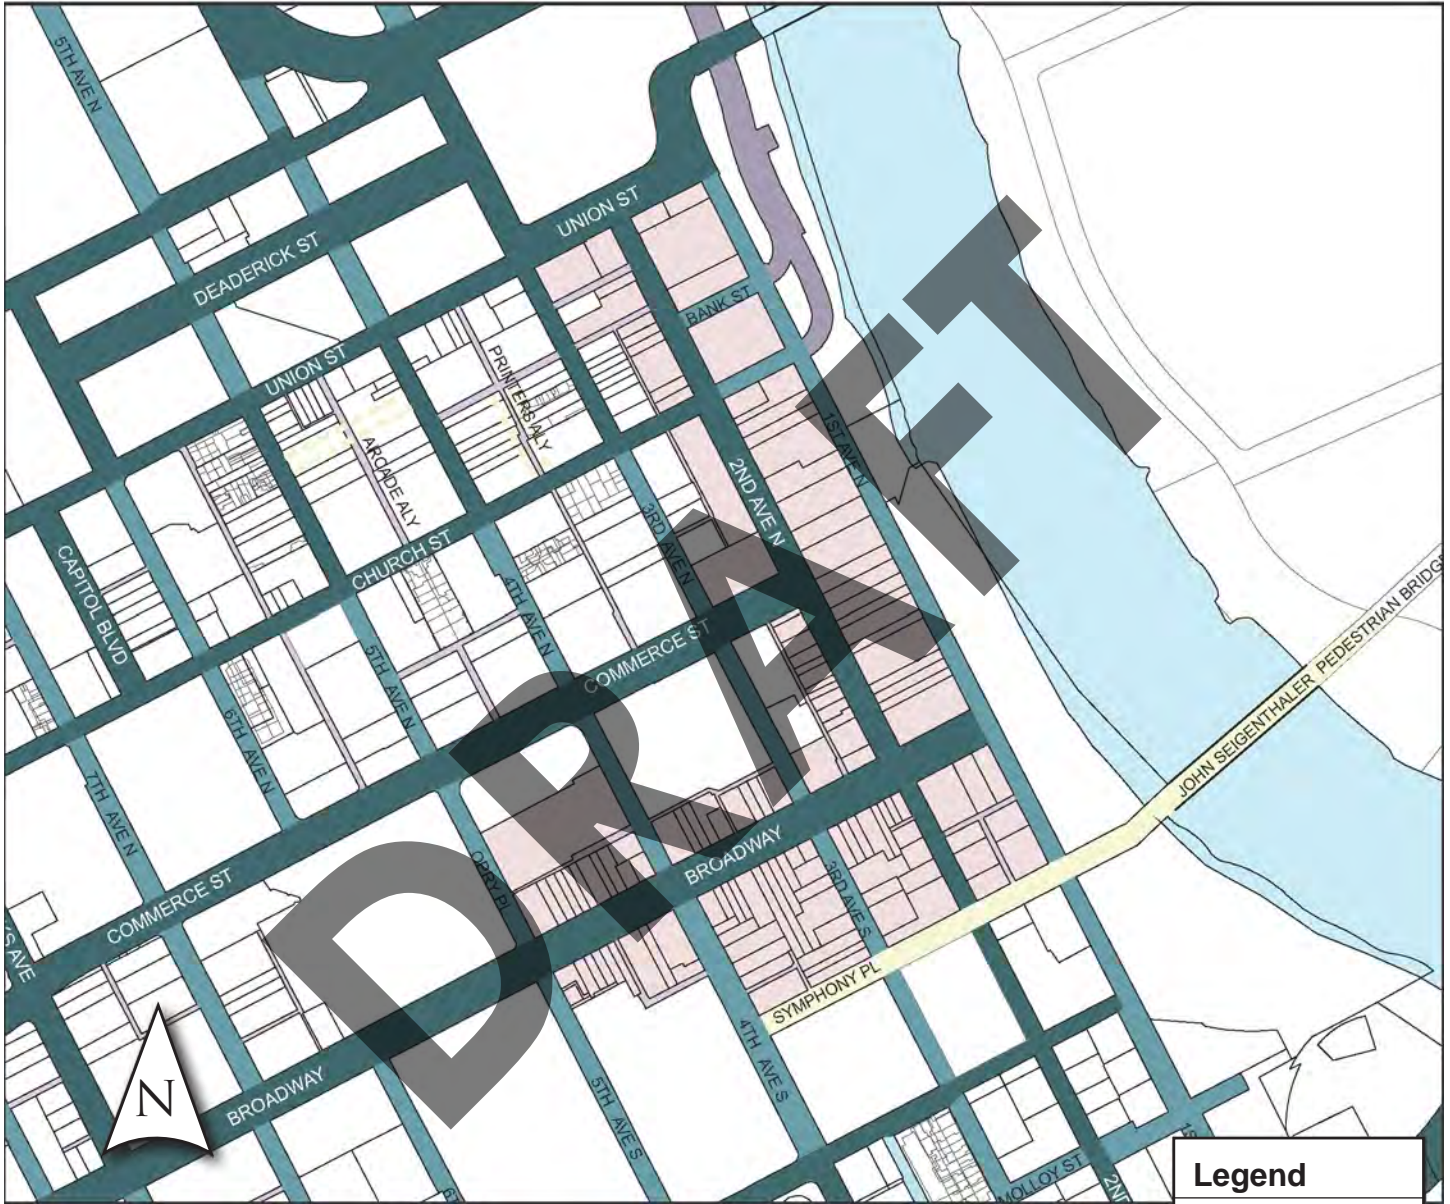 5TH AVE N
UNION ST
DEADERICK ST
BANK ST
UNION ST
PRINTERS ALY
ARCADE ALY
1ST AVE N
2ND AVE N
3RD AVE N
CHURCH ST
CAPITOL BLVD
4TH AVE N
COMMERCE ST
5TH AVE N
6TH AVE N
7TH AVE N
JOHN SEIGENTHALER PEDESTRIAN BRIDGE
DRAFT
BROADWAY
OPRY PL
3RD AVE S
COMMERCE ST
'S AVE
SYMPHONY PL
4TH AVE S
5TH AVE S
BROADWAY
N
MOLLOY ST
2ND
Legend